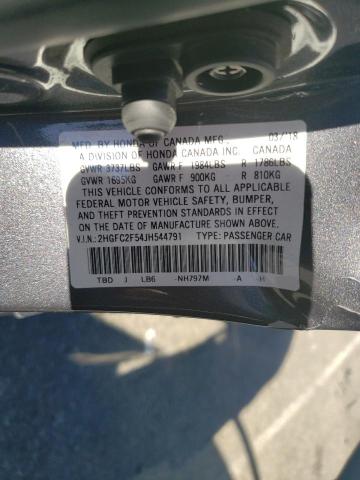 MFD. BY HONDA OF CANADA MFG., 03/18
A DIVISION OF HONDA CANADA INC. CANADA
GVWR 3737LBS GAWR F 1984LBS R 1786LBS
GVWR 1695KG GAWR F 900KG R 810KG
THIS VEHICLE CONFORMS TO ALL APPLICABLE
FEDERAL MOTOR VEHICLE SAFETY, BUMPER,
AND THEFT PREVENTION STANDARDS IN EFFECT
ON THE DATE OF MANUFACTURE SHOWN ABOVE.
V.I.N.: 2HGFC2F54JH544791 TYPE: PASSENGER CAR
TBD J LB6 -NH797M -A -H